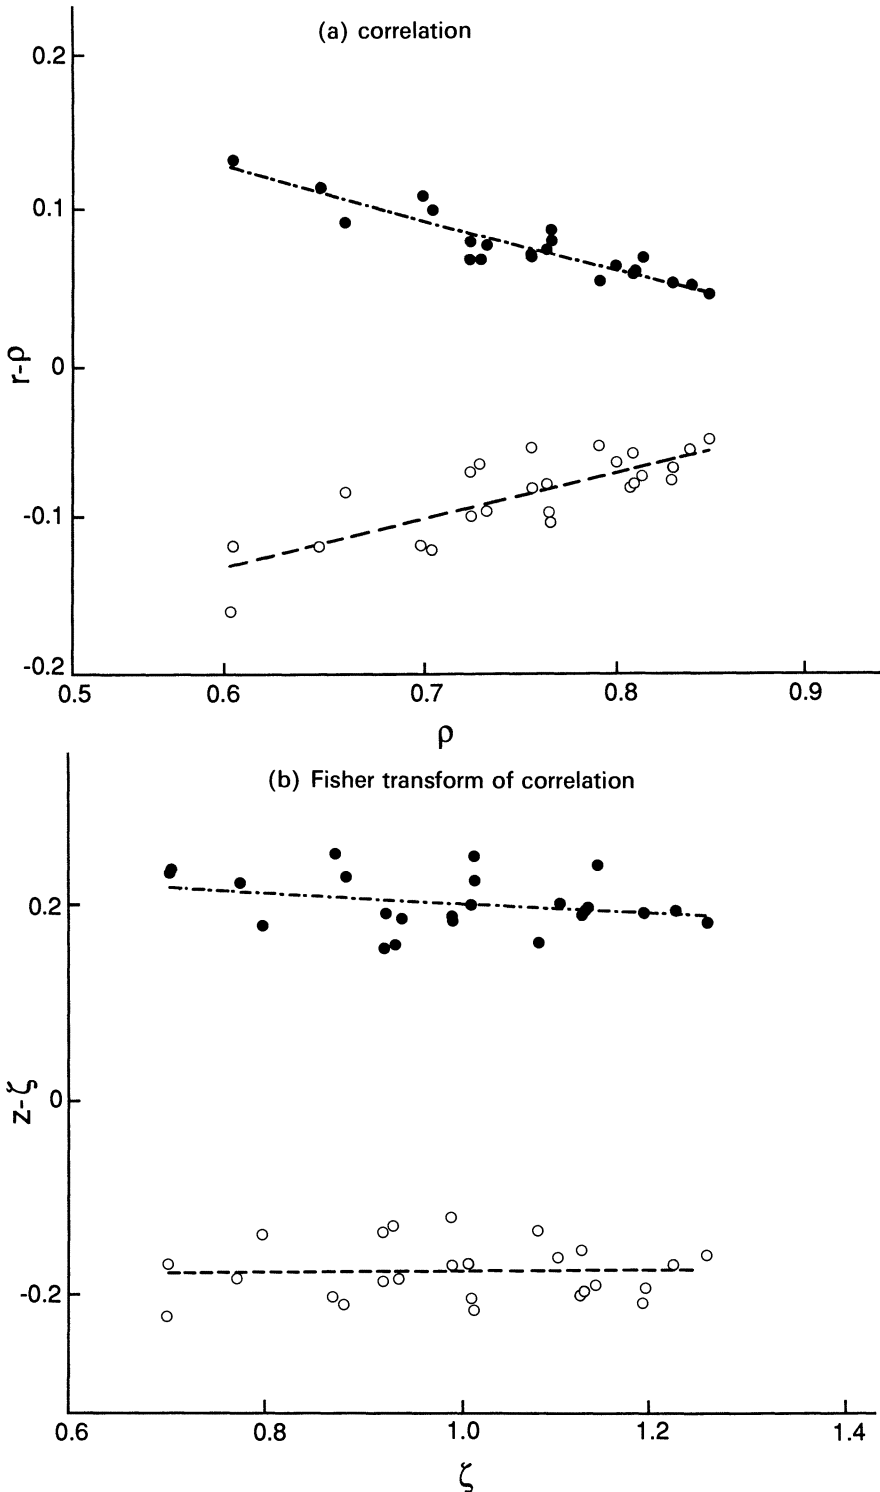 (a) correlation
0.2
0.1
0
-0.1
-0.2
r-ρ
0.5 0.6 0.7 0.8 0.9
ρ
(b) Fisher transform of correlation
0.2
0
-0.2
z-ζ
0.6 0.8 1.0 1.2 1.4
ζ